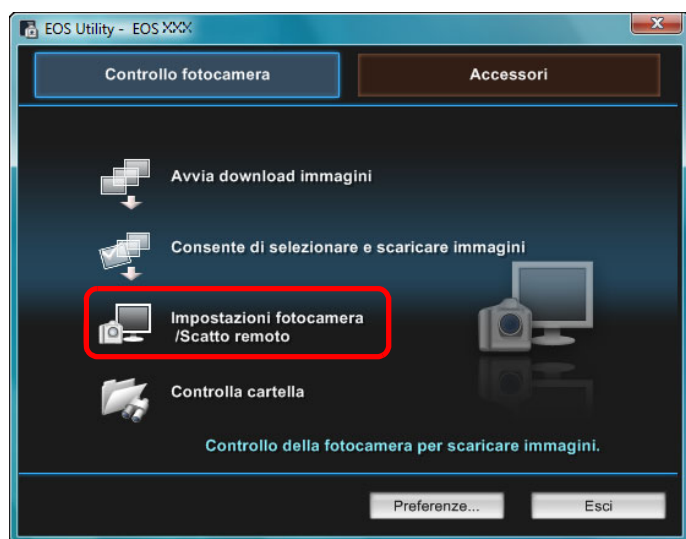 EOS Utility - EOS XXX
Controllo fotocamera
Accessori
Avvia download immagini
Consente di selezionare e scaricare immagini
Impostazioni fotocamera
/Scatto remoto
Controlla cartella
Controllo della fotocamera per scaricare immagini.
Preferenze...
Esci